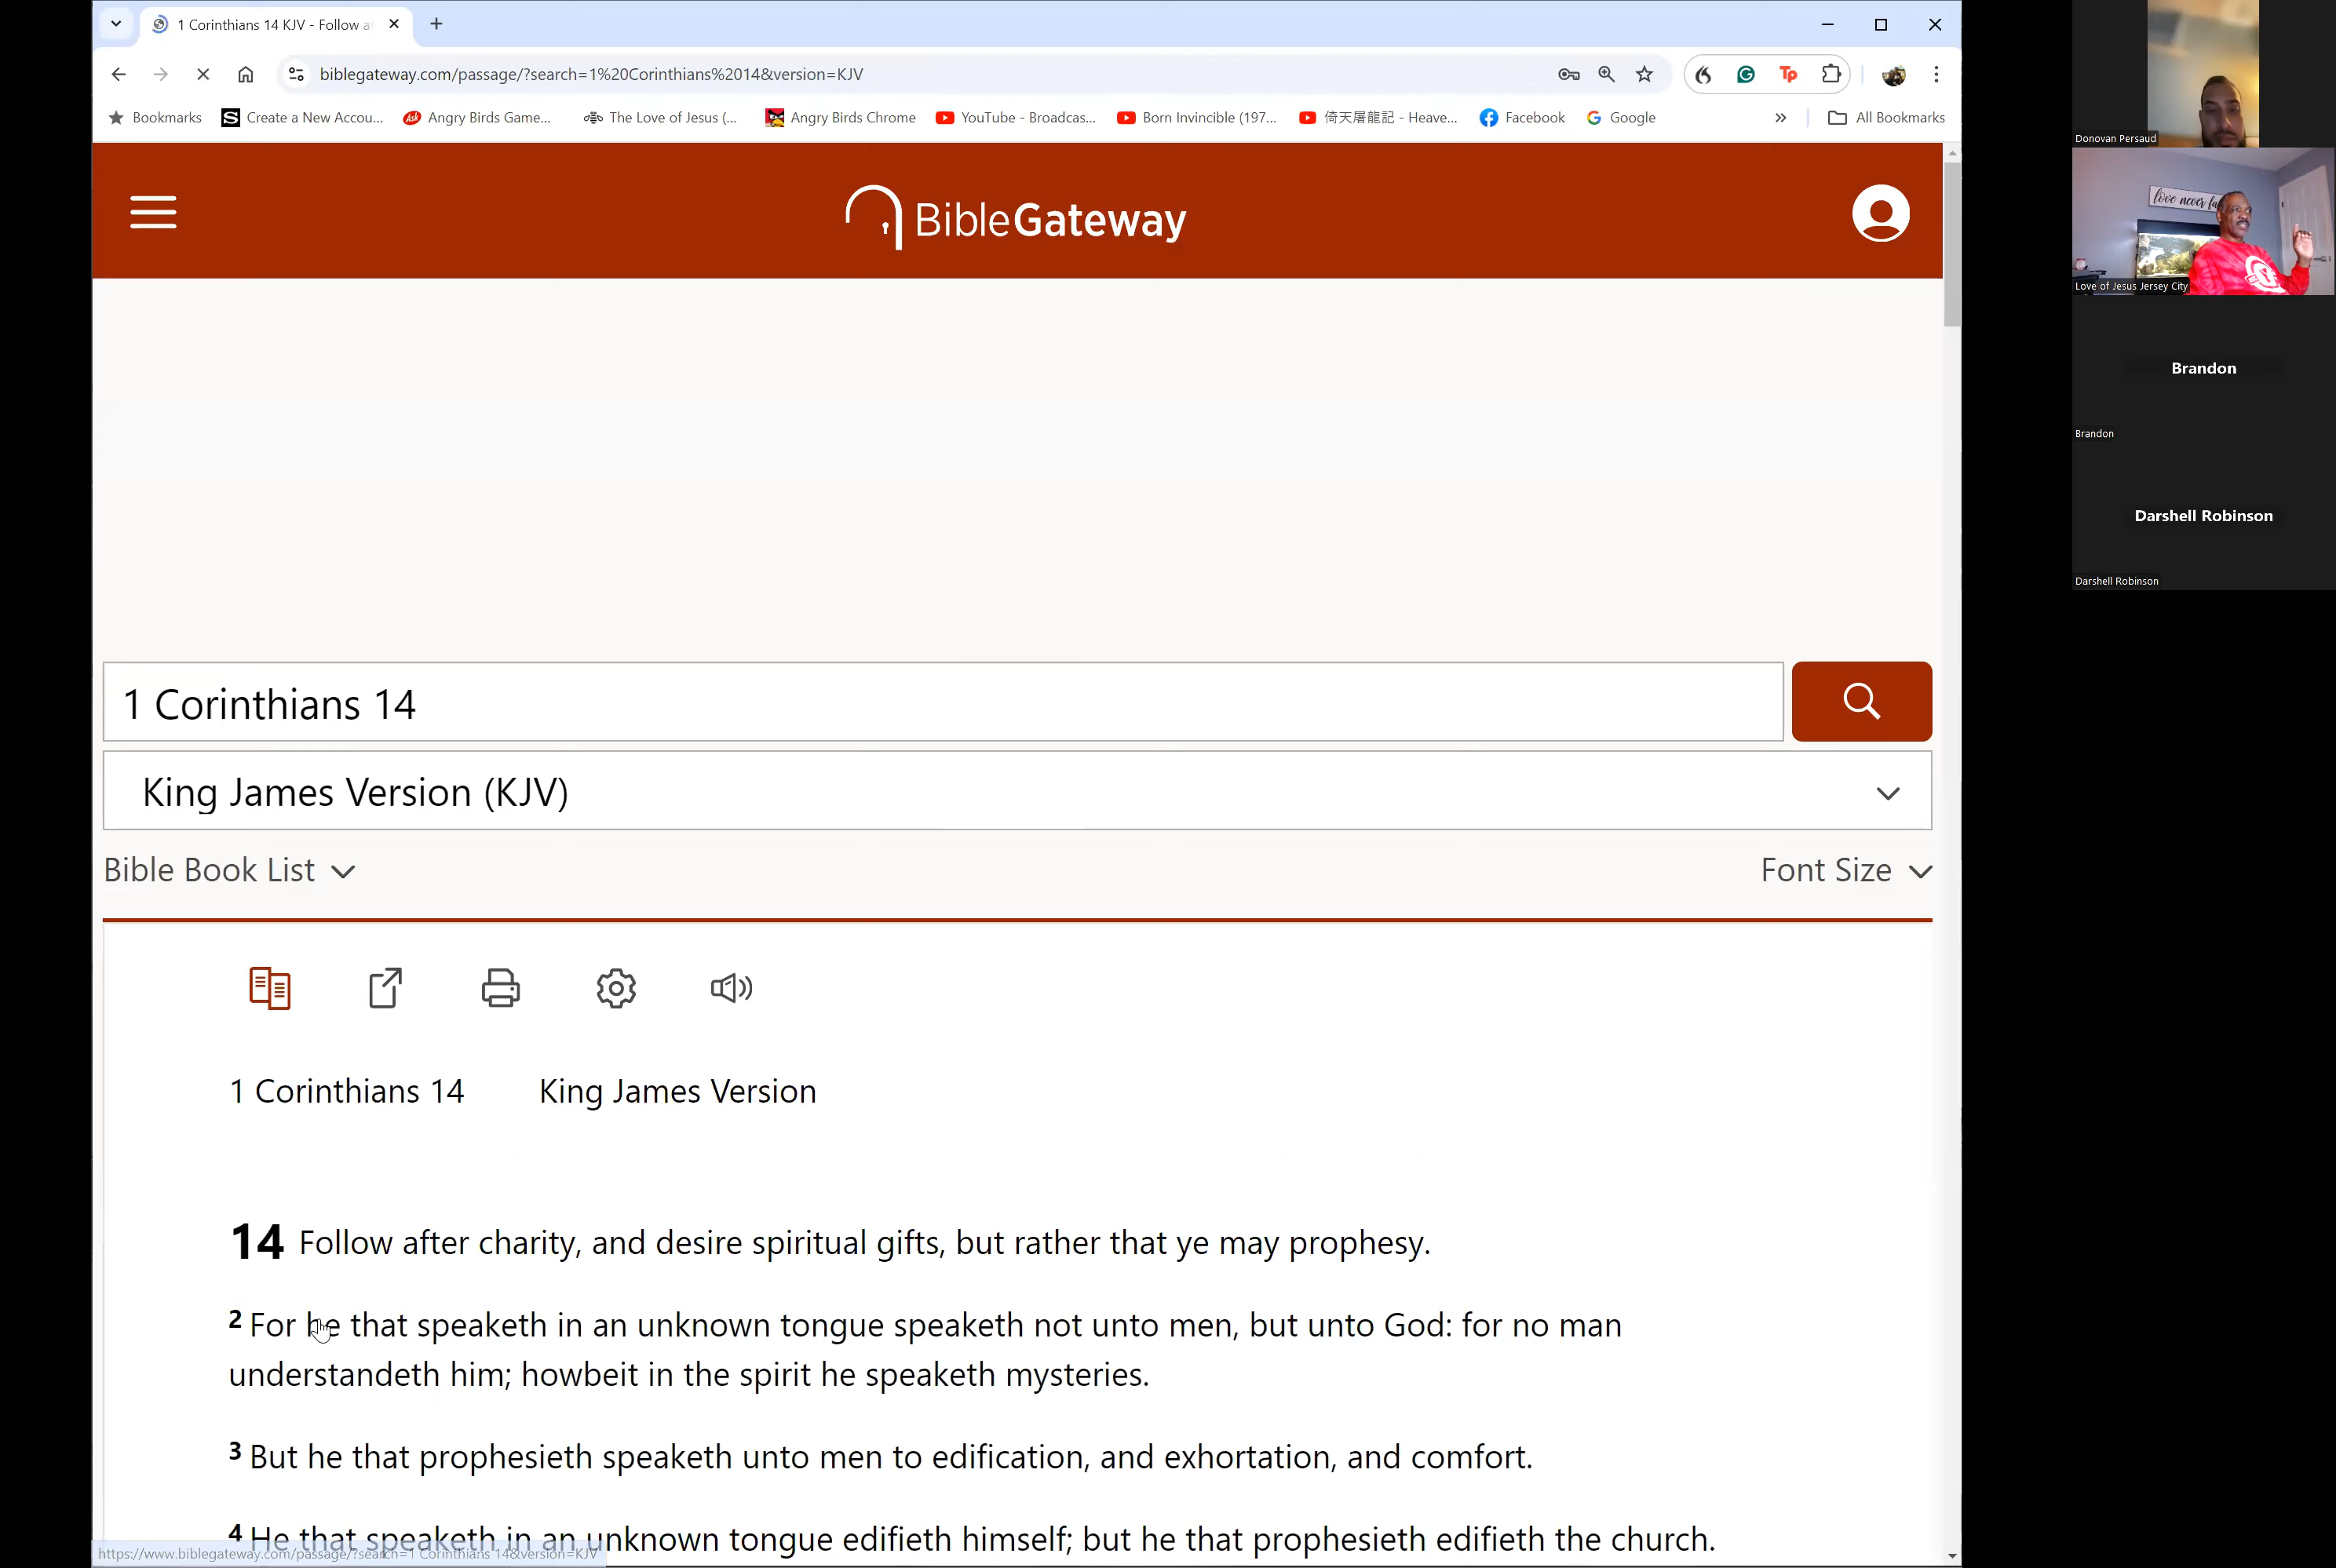 1 Corinthians 14 KJV - Follow a
biblegateway.com/passage/?search=1%20Corinthians%2014&version=KJV
Bookmarks
Create a New Accou...
Angry Birds Game...
The Love of Jesus (...
Angry Birds Chrome
YouTube - Broadcas...
Born Invincible (197...
倚天屠龍記 - Heave...
Facebook
Google
All Bookmarks
BibleGateway
1 Corinthians 14
King James Version (KJV)
Bible Book List
Font Size
1 Corinthians 14 King James Version
14 Follow after charity, and desire spiritual gifts, but rather that ye may prophesy.
2 For he that speaketh in an unknown tongue speaketh not unto men, but unto God: for no man
understandeth him; howbeit in the spirit he speaketh mysteries.
3 But he that prophesieth speaketh unto men to edification, and exhortation, and comfort.
4 He that speaketh in an unknown tongue edifieth himself; but he that prophesieth edifieth the church.
https://www.biblegateway.com/passage/?search=1 Corinthians 14&version=KJV
Donovan Persaud
love never fa
Love of Jesus Jersey City
Brandon
Brandon
Darshell Robinson
Darshell Robinson